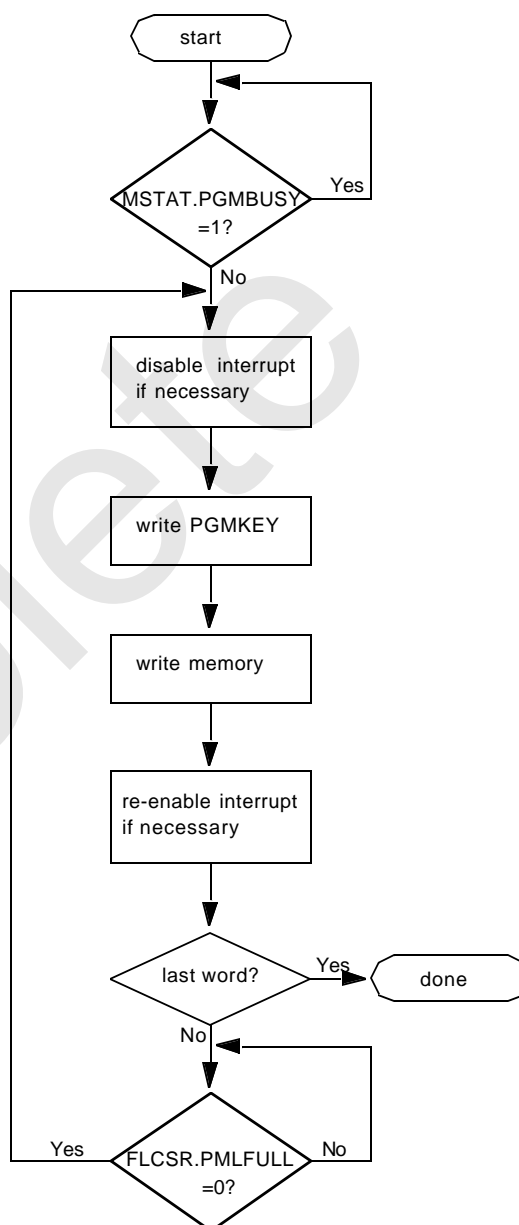 start
MSTAT.PGMBUSY
=1?
Yes
No
disable interrupt
if necessary
write PGMKEY
write memory
re-enable interrupt
if necessary
last word?
Yes
done
No
FLCSR.PMLFULL
=0?
Yes
No